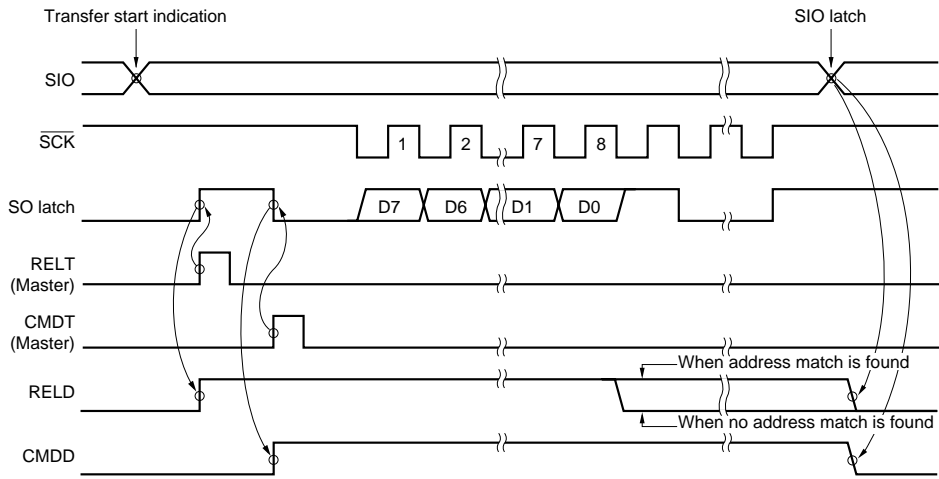 Transfer start indication
SIO latch
SIO
SCK
1 2 7 8
SO latch
D7 D6 D1 D0
RELT
(Master)
CMDT
(Master)
When address match is found
RELD
When no address match is found
CMDD